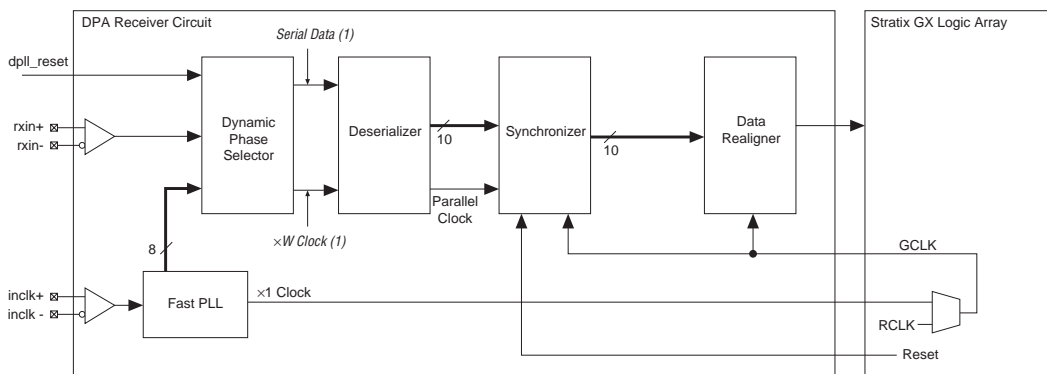 DPA Receiver Circuit
Stratix GX Logic Array
Serial Data (1)
dpll_reset
rxin+
rxin-
Dynamic
Phase
Selector
Deserializer
10
Synchronizer
10
Data
Realigner
Parallel
Clock
×W Clock (1)
8
GCLK
inclk+
inclk -
Fast PLL
×1 Clock
RCLK
Reset